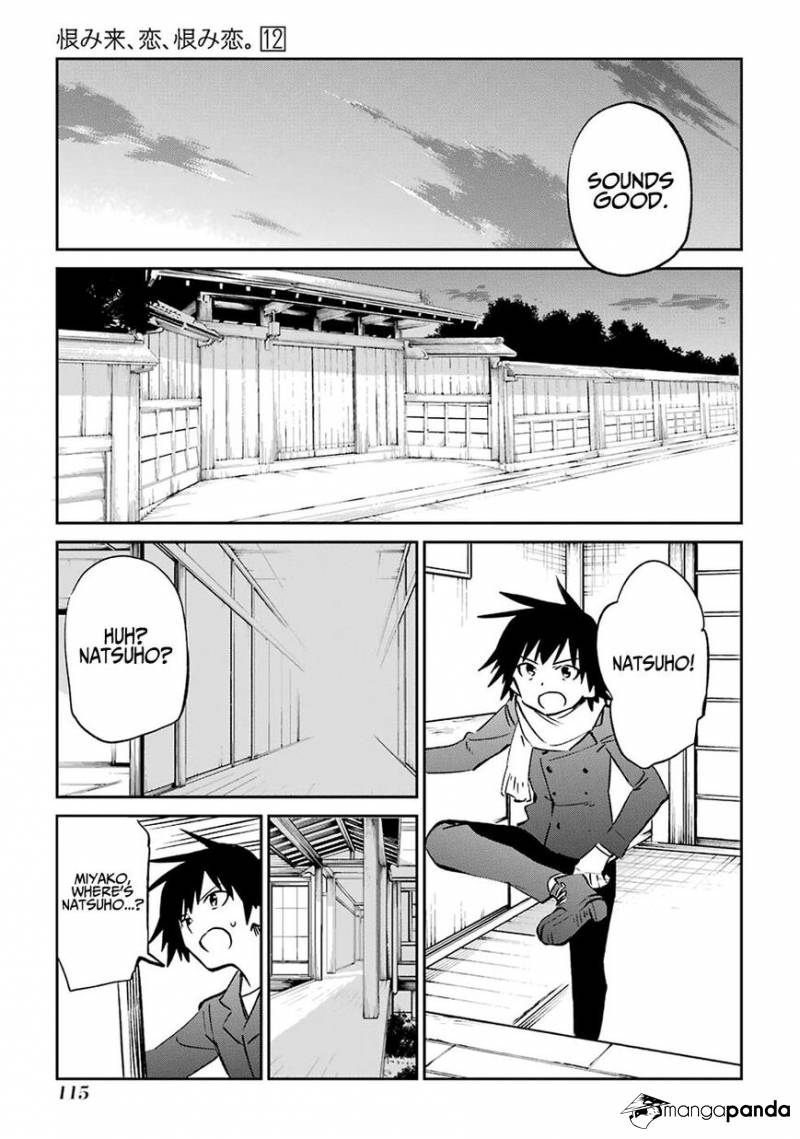 恨み来、恋、恨み恋。12
SOUNDS
GOOD.
NATSUHO!
HUH?
NATSUHO?
MIYAKO,
WHERE'S
NATSUHO...?
115
mangapanda